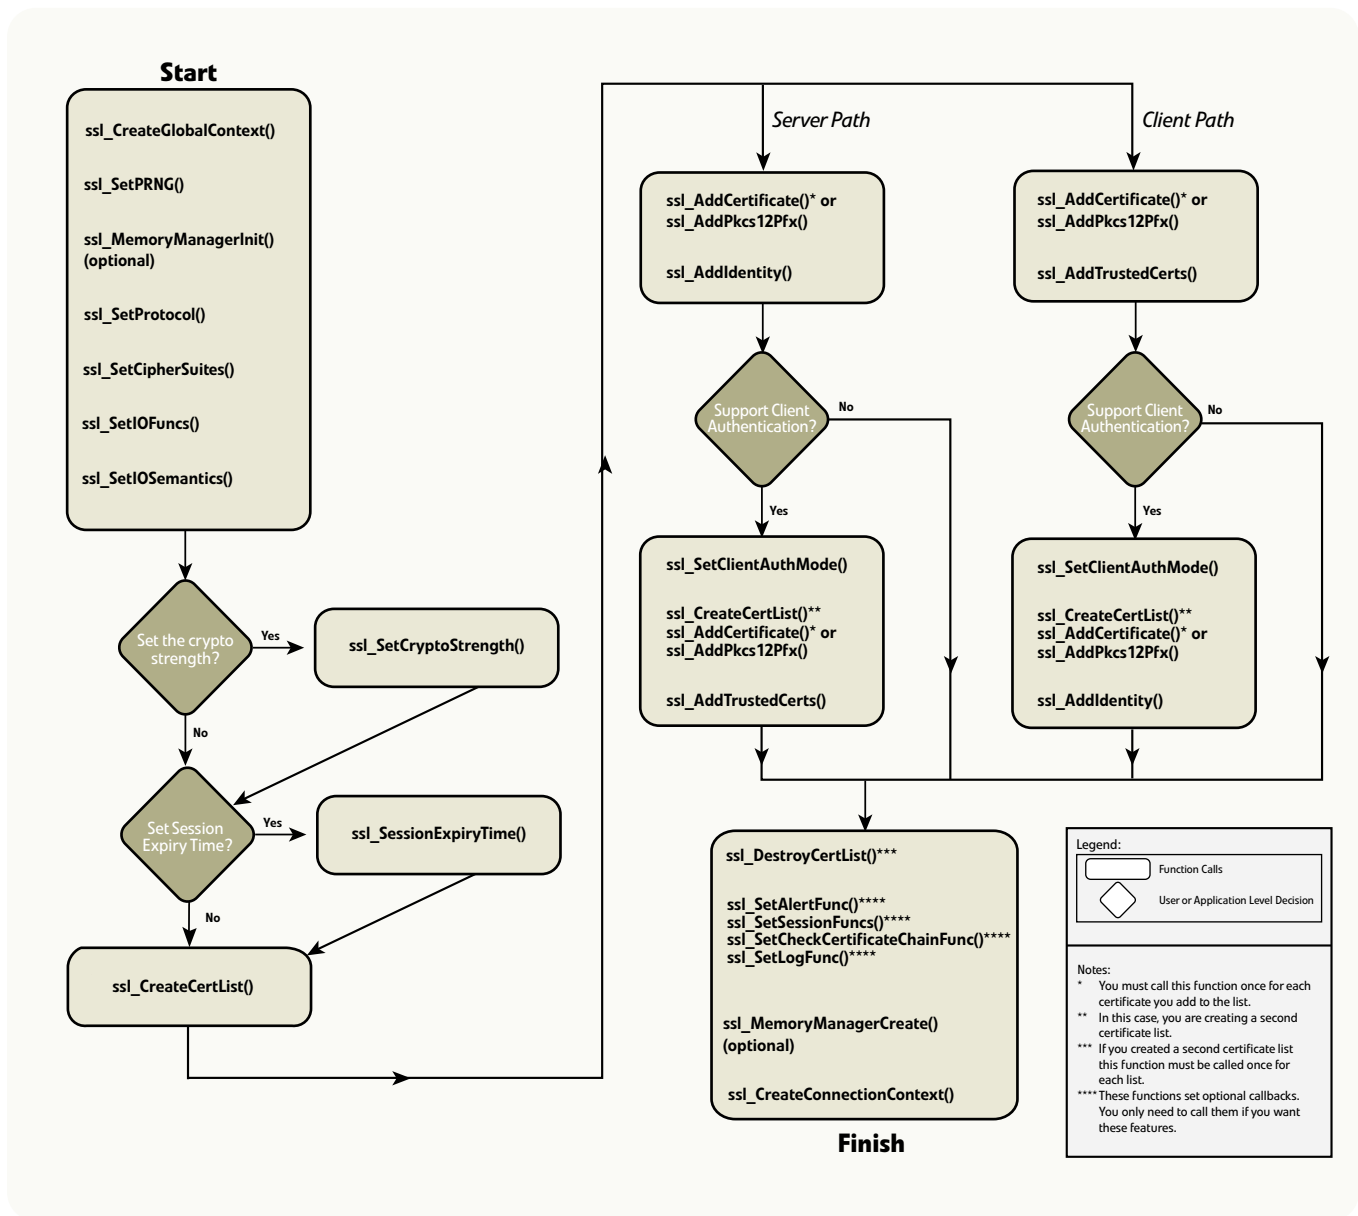 Start
ssl_CreateGlobalContext()
ssl_SetPRNG()
ssl_MemoryManagerInit()
(optional)
ssl_SetProtocol()
ssl_SetCipherSuites()
ssl_SetIOFuncs()
ssl_SetIOSemantics()
Set the crypto
strength?
Yes
ssl_SetCryptoStrength()
No
Set Session
Expiry Time?
Yes
ssl_SessionExpiryTime()
No
ssl_CreateCertList()
Server Path
ssl_AddCertificate()* or
ssl_AddPkcs12Pfx()
ssl_AddIdentity()
Support Client
Authentication?
No
Yes
ssl_SetClientAuthMode()
ssl_CreateCertList()**
ssl_AddCertificate()* or
ssl_AddPkcs12Pfx()
ssl_AddTrustedCerts()
Client Path
ssl_AddCertificate()* or
ssl_AddPkcs12Pfx()
ssl_AddTrustedCerts()
Support Client
Authentication?
No
Yes
ssl_SetClientAuthMode()
ssl_CreateCertList()**
ssl_AddCertificate()* or
ssl_AddPkcs12Pfx()
ssl_AddIdentity()
ssl_DestroyCertList()***
ssl_SetAlertFunc()****
ssl_SetSessionFuncs()****
ssl_SetCheckCertificateChainFunc()****
ssl_SetLogFunc()****
ssl_MemoryManagerCreate()
(optional)
ssl_CreateConnectionContext()
Finish
Legend:
Function Calls
User or Application Level Decision
Notes:
* You must call this function once for each
certificate you add to the list.
** In this case, you are creating a second
certificate list.
*** If you created a second certificate list
this function must be called once for
each list.
**** These functions set optional callbacks.
You only need to call them if you want
these features.